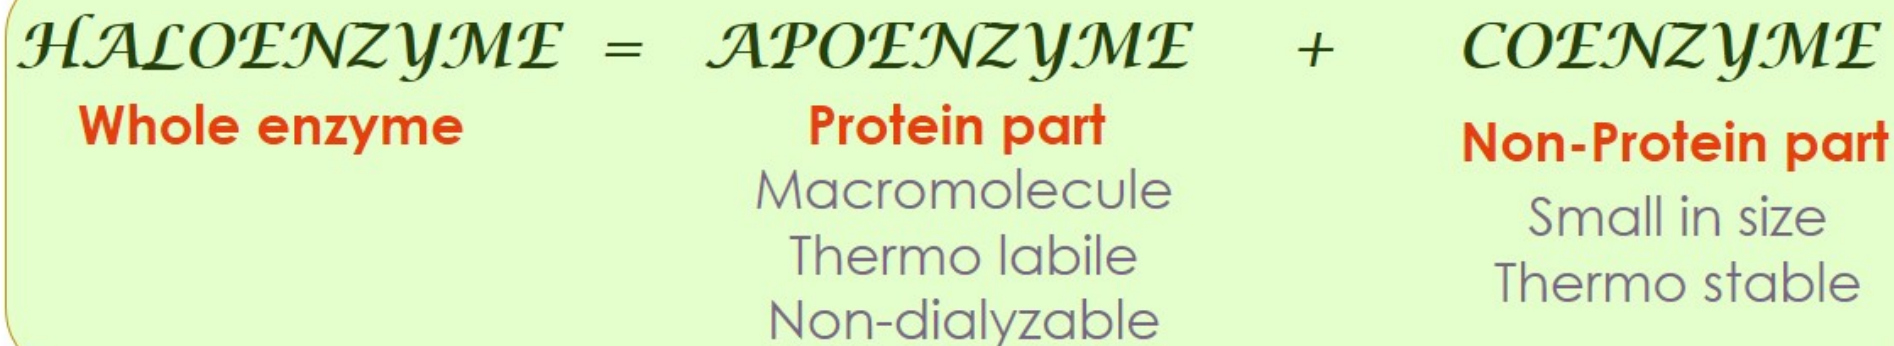 HALOENZYME = APOENZYME + COENZYME
Whole enzyme Protein part Non-Protein part
Macromolecule Small in size
Thermo labile Thermo stable
Non-dialyzable